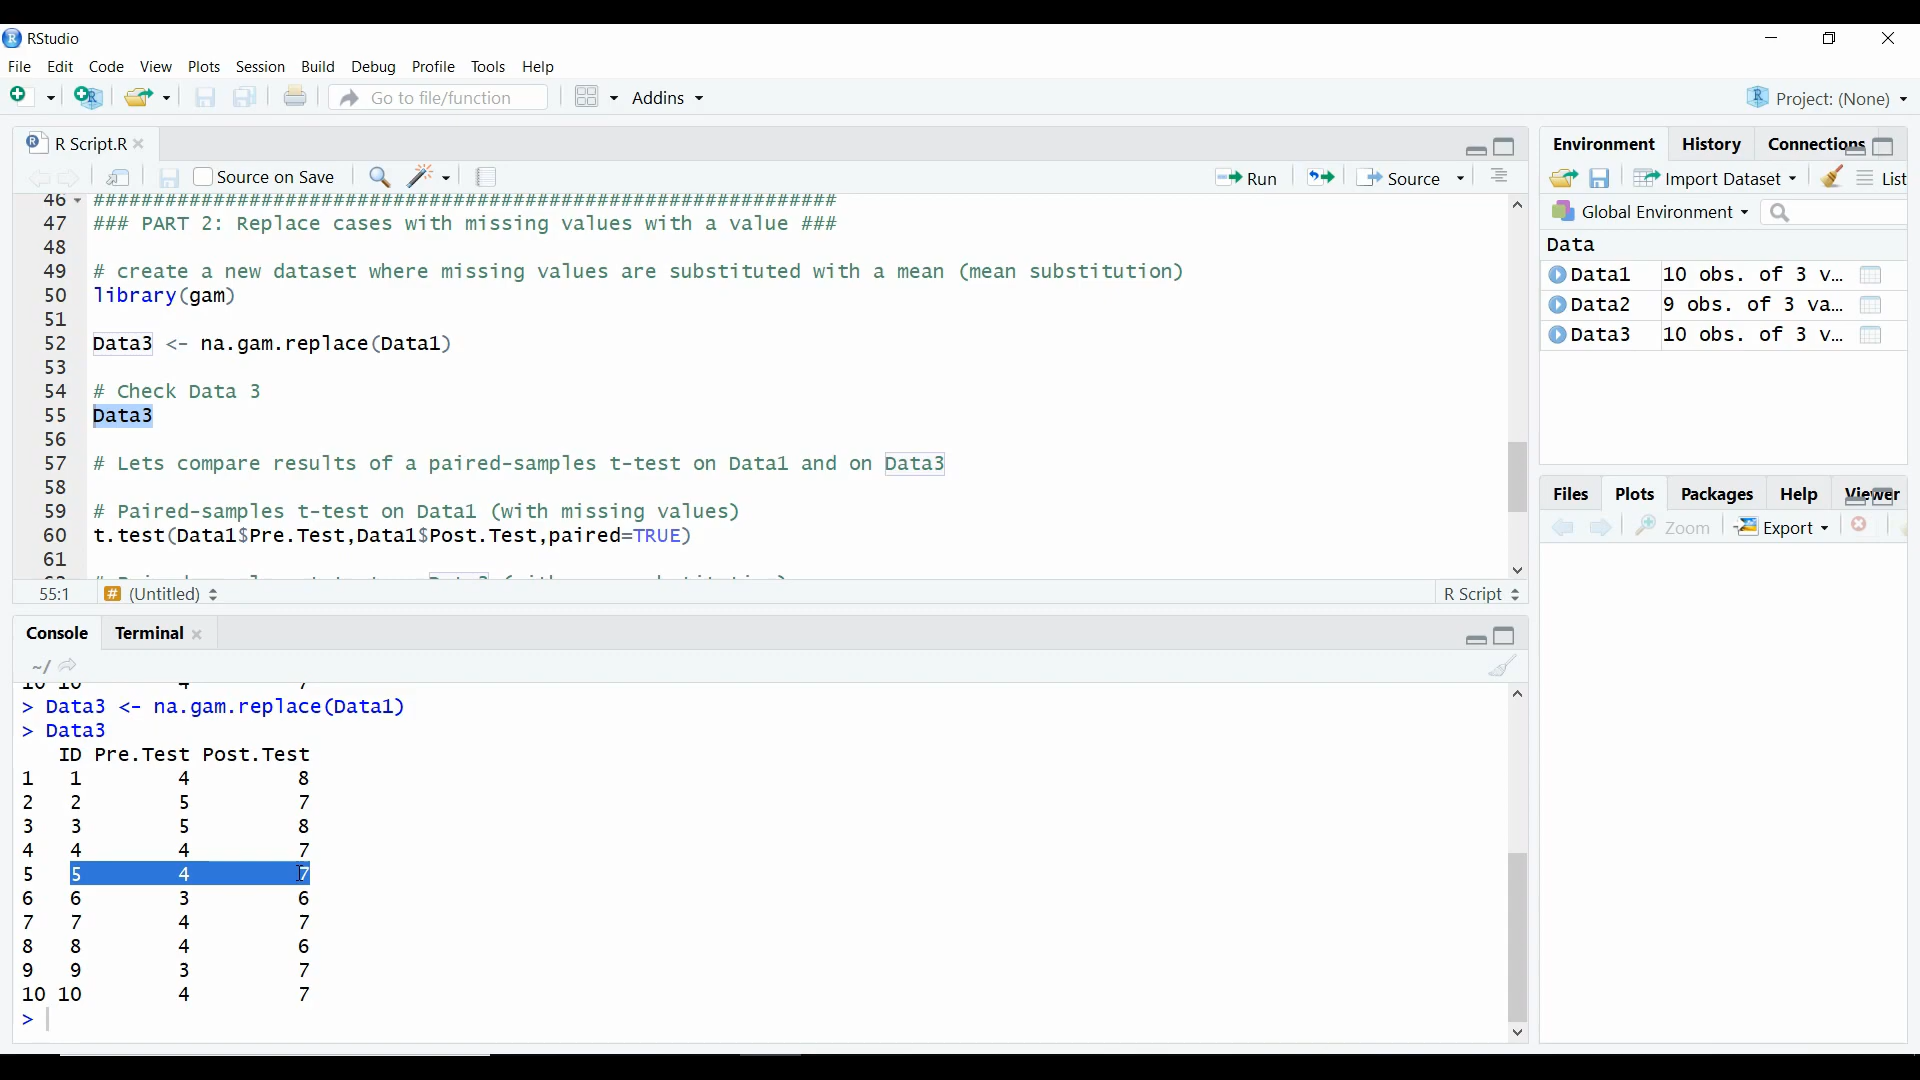 RStudio
File Edit Code View Plots Session Build Debug Profile Tools Help
Go to file/function Addins Project: (None)
R Script.R
Source on Save Run Source
46 ##############################################################
47 ### PART 2: Replace cases with missing values with a value ###
48
49 # create a new dataset where missing values are substituted with a mean (mean substitution)
50 library(gam)
51
52 Data3 <- na.gam.replace(Data1)
53
54 # Check Data 3
55 Data3
56
57 # Lets compare results of a paired-samples t-test on Data1 and on Data3
58
59 # Paired-samples t-test on Data1 (with missing values)
60 t.test(Data1$Pre.Test,Data1$Post.Test,paired=TRUE)
61
55:1 # (Untitled) R Script
Console Terminal
~/
> Data3 <- na.gam.replace(Data1)
> Data3
ID Pre.Test Post.Test
1 1 4 8
2 2 5 7
3 3 5 8
4 4 4 7
5 5 4 7
6 6 3 6
7 7 4 7
8 8 4 6
9 9 3 7
10 10 4 7
>
Environment History Connections
Import Dataset List
Global Environment
Data
Data1 10 obs. of 3 v...
Data2 9 obs. of 3 va...
Data3 10 obs. of 3 v...
Files Plots Packages Help Viewer
Zoom Export